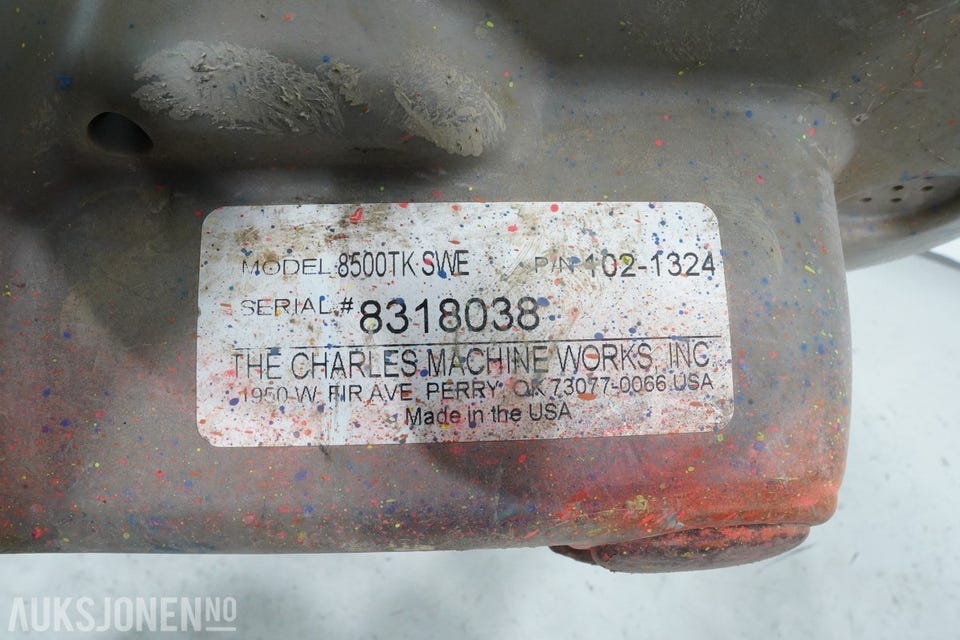 MODEL 8500TK SWE P/N 102-1324
SERIAL # 8318038
THE CHARLES MACHINE WORKS, INC.
1950 W. FIR AVE, PERRY, OK 73077-0066 USA
Made in the USA
AUKSJONEN.NO